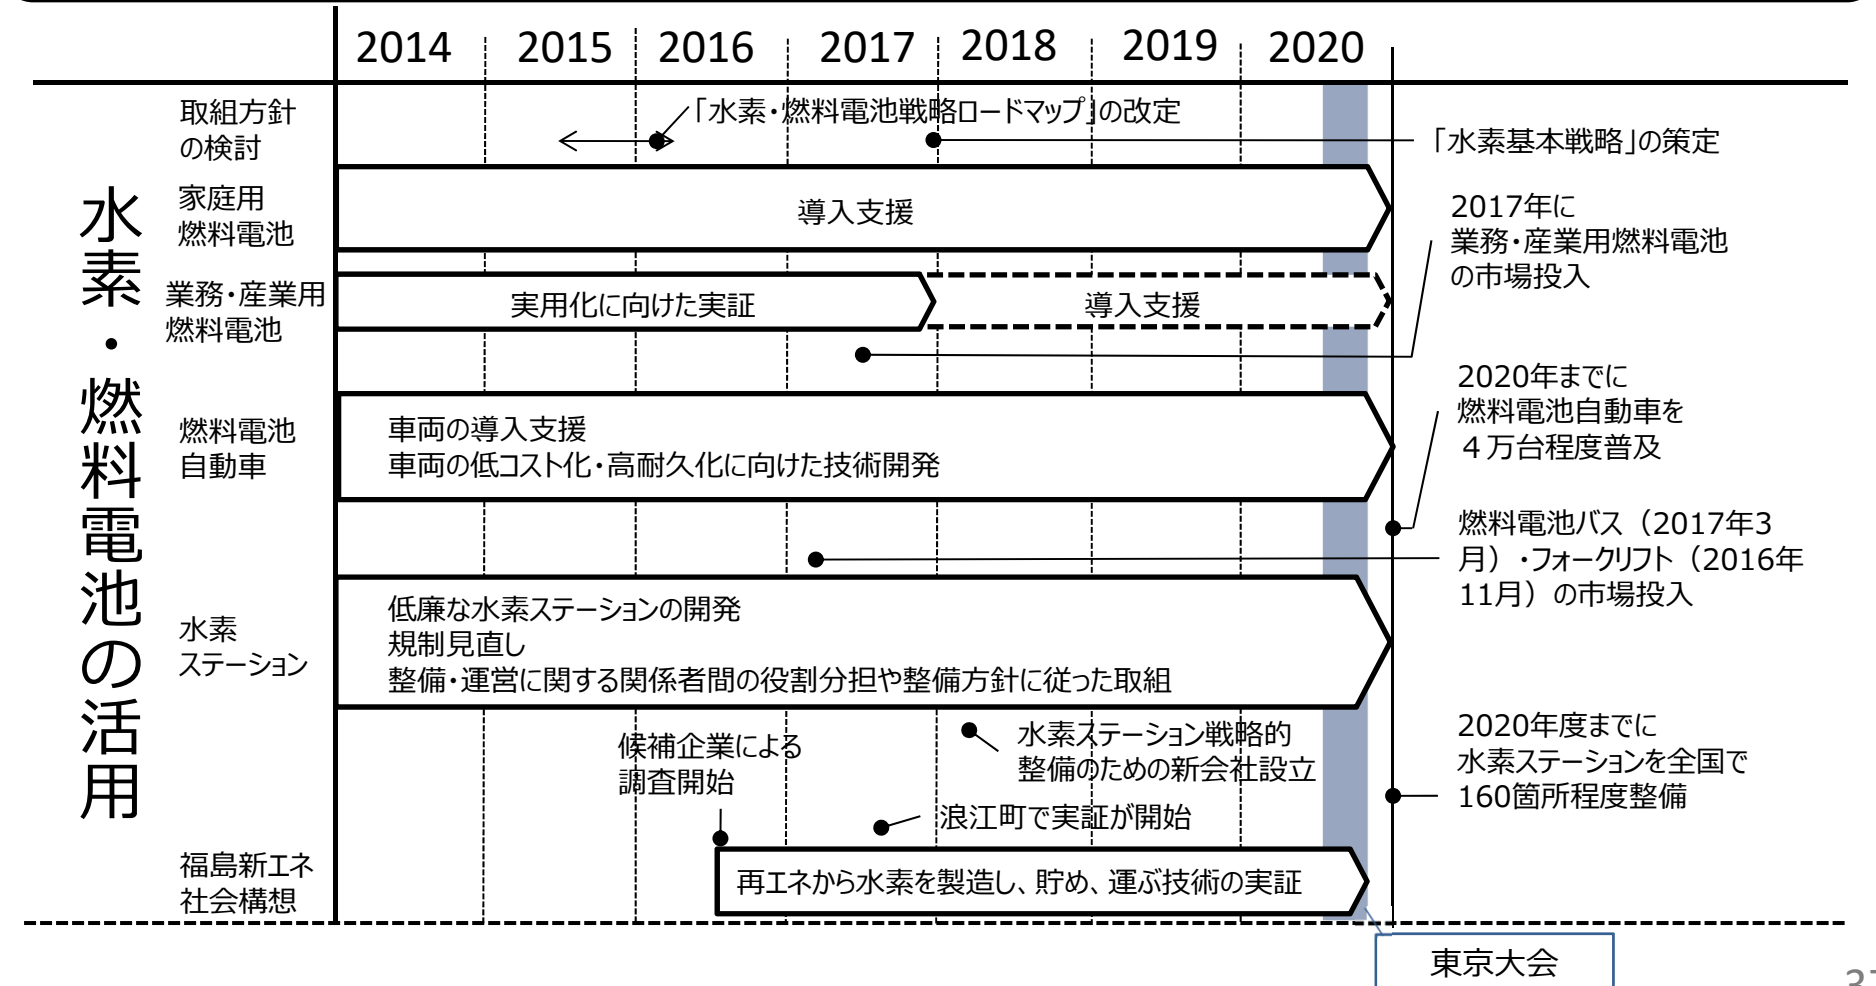 2014 2015 2016 2017 2018 2019 2020
水素・燃料電池の活用
取組方針
の検討
「水素・燃料電池戦略ロードマップ」の改定
「水素基本戦略」の策定
家庭用
燃料電池
導入支援
2017年に
業務・産業用燃料電池
の市場投入
業務・産業用
燃料電池
実用化に向けた実証
導入支援
2020年までに
燃料電池自動車を
４万台程度普及
燃料電池
自動車
車両の導入支援
車両の低コスト化・高耐久化に向けた技術開発
燃料電池バス（2017年3
月）・フォークリフト（2016年
11月）の市場投入
水素
ステーション
低廉な水素ステーションの開発
規制見直し
整備・運営に関する関係者間の役割分担や整備方針に従った取組
候補企業による
調査開始
水素ステーション戦略的
整備のための新会社設立
2020年度までに
水素ステーションを全国で
160箇所程度整備
浪江町で実証が開始
福島新エネ
社会構想
再エネから水素を製造し、貯め、運ぶ技術の実証
東京大会